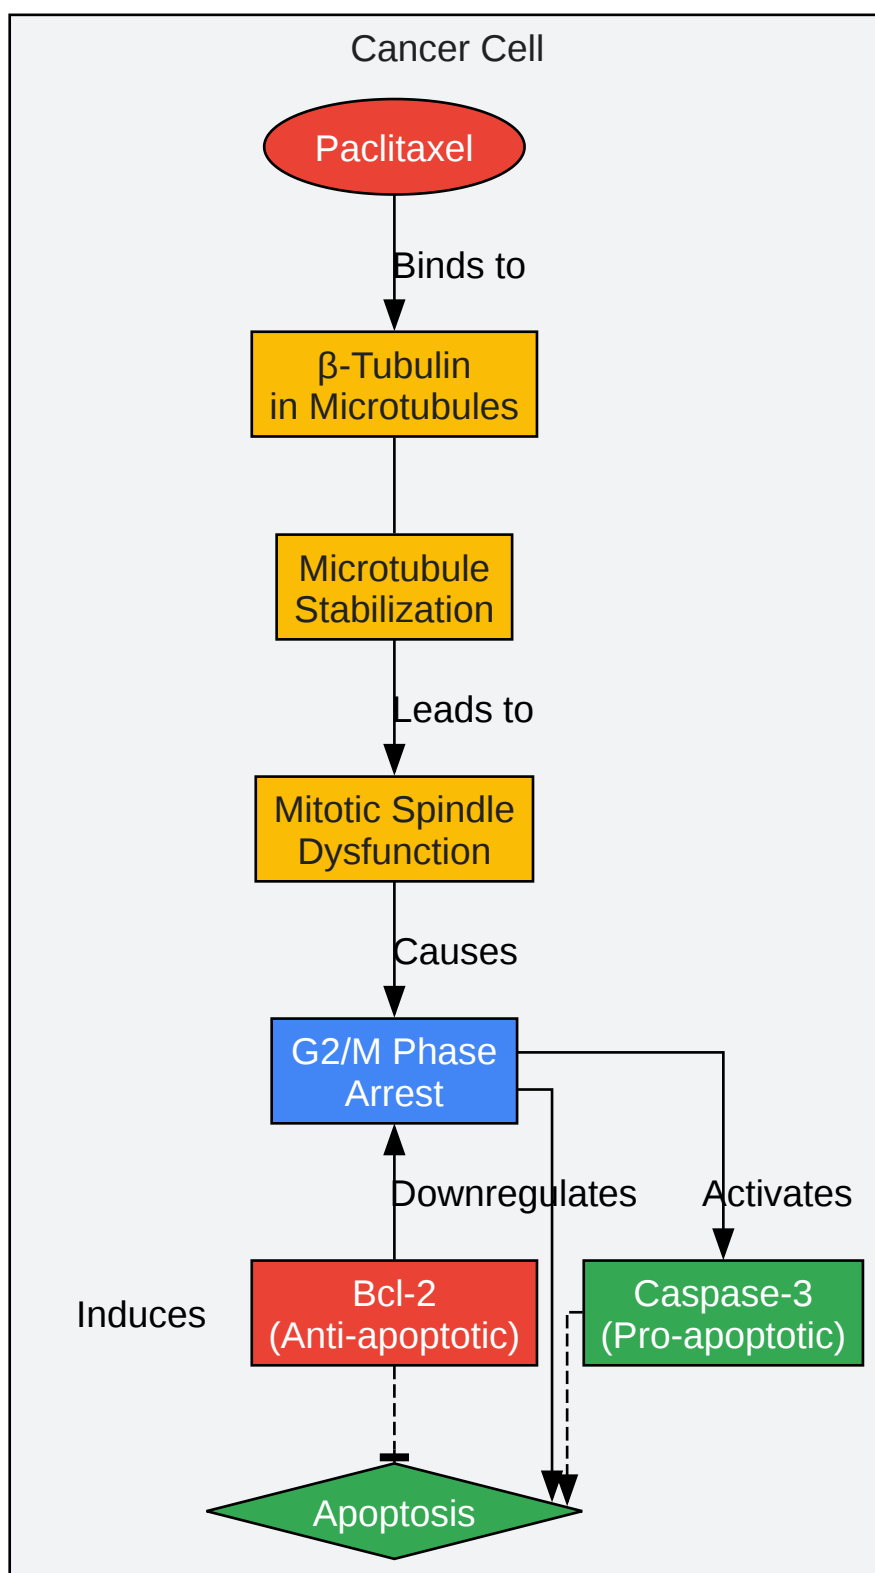 Cancer Cell
Paclitaxel
Binds to
β-Tubulin
in Microtubules
Microtubule
Stabilization
Leads to
Mitotic Spindle
Dysfunction
Causes
G2/M Phase
Arrest
Downregulates
Activates
Induces
Bcl-2
(Anti-apoptotic)
Caspase-3
(Pro-apoptotic)
Apoptosis